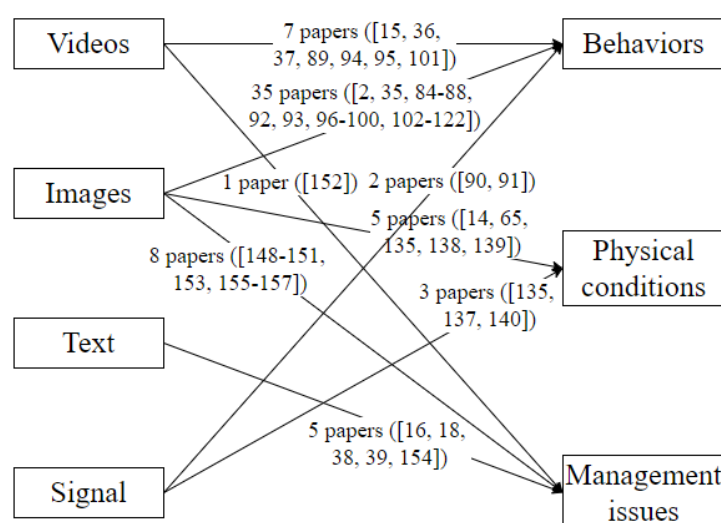 Videos
7 papers ([15, 36,
37, 89, 94, 95, 101])
Behaviors
35 papers ([2, 35, 84-88,
92, 93, 96-100, 102-122])
Images
1 paper ([152])
2 papers ([90, 91])
5 papers ([14, 65,
135, 138, 139])
8 papers ([148-151,
153, 155-157])
Physical
conditions
3 papers ([135,
137, 140])
Text
5 papers ([16, 18,
38, 39, 154])
Signal
Management
issues